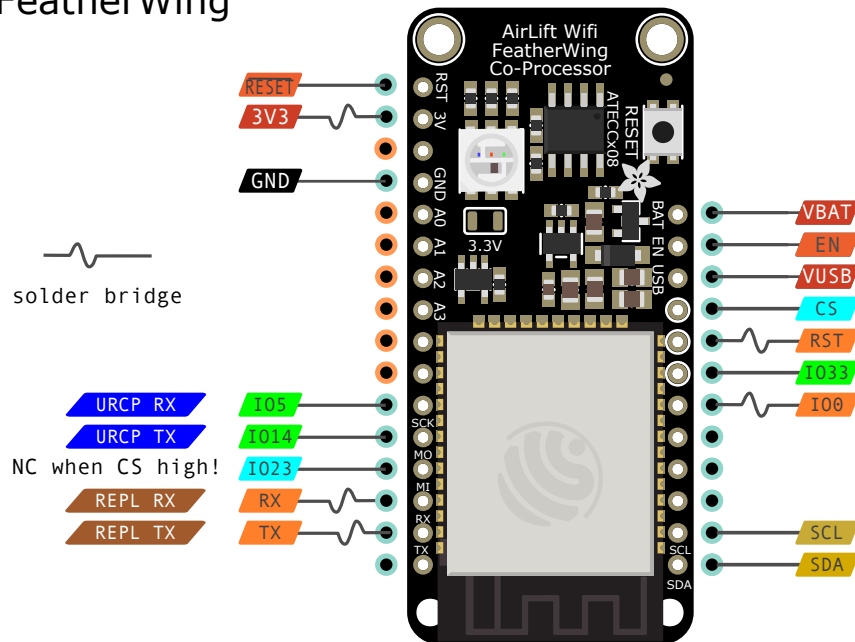 FeatherWing
AirLift Wifi
FeatherWing
Co-Processor
RESET
3V3
GND
solder bridge
URCP RX
IO5
URCP TX
IO14
NC when CS high!
IO23
REPL RX
RX
REPL TX
TX
RST
3V
GND
A0
A1
A2
A3
SCK
MO
MI
RX
TX
ATECCx08
RESET
3.3V
BAT
EN
USB
SCL
SDA
VBAT
EN
VUSB
CS
RST
IO33
IO0
SCL
SDA